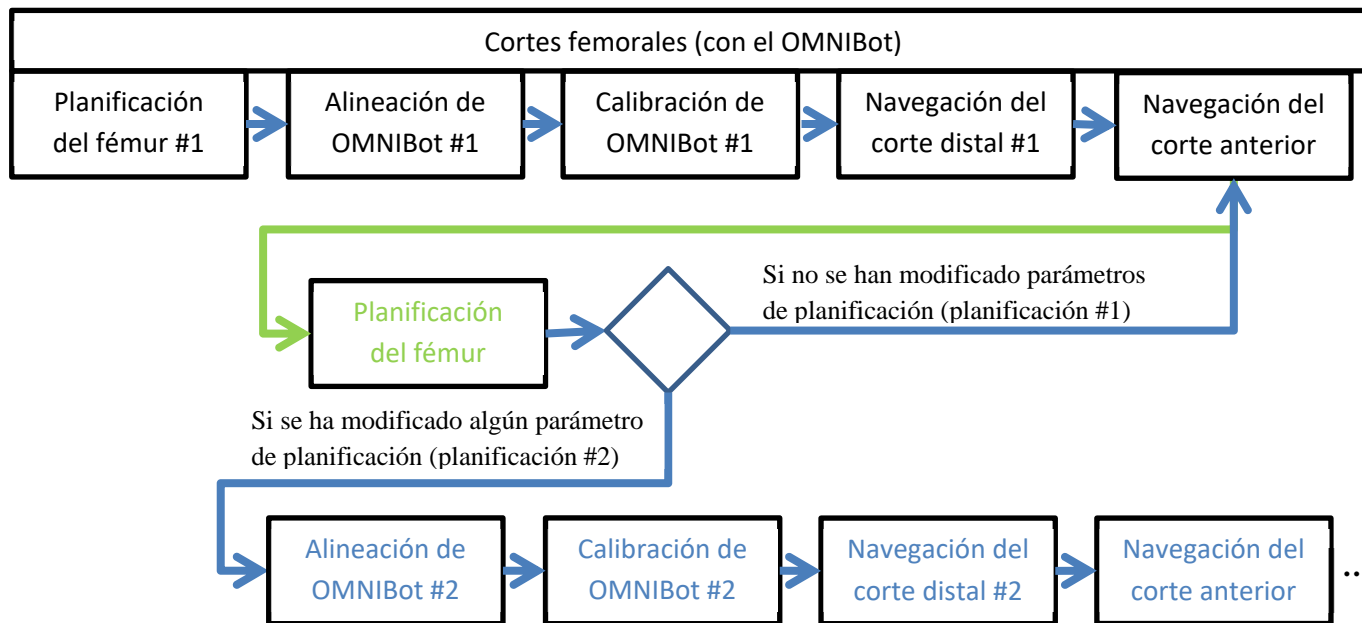 Cortes femorales (con el OMNIBot)
Planificación
del fémur #1
Alineación de
OMNIBot #1
Calibración de
OMNIBot #1
Navegación del
corte distal #1
Navegación del
corte anterior
Planificación
del fémur
Si no se han modificado parámetros
de planificación (planificación #1)
Si se ha modificado algún parámetro
de planificación (planificación #2)
Alineación de
OMNIBot #2
Calibración de
OMNIBot #2
Navegación del
corte distal #2
Navegación del
corte anterior
..